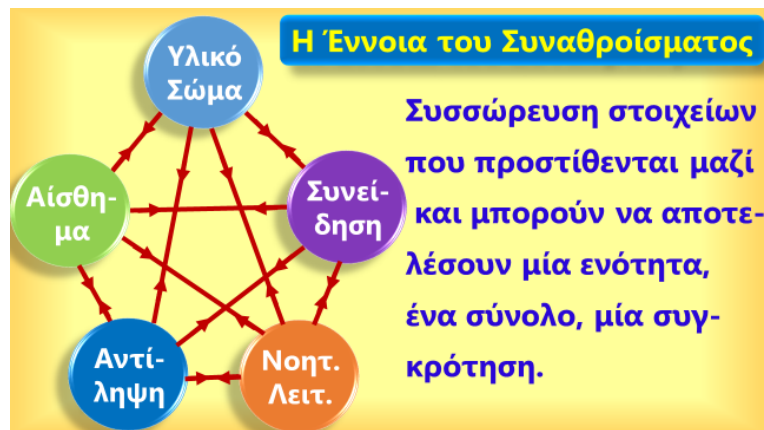 Η Έννοια του Συναθροίσματος
Υλικό
Σώμα
Αίσθη-
μα
Συνεί-
δηση
Αντί-
ληψη
Νοητ.
Λειτ.
Συσσώρευση στοιχείων
που προστίθενται μαζί
και μπορούν να αποτε-
λέσουν μία ενότητα,
ένα σύνολο, μία συγ-
κρότηση.